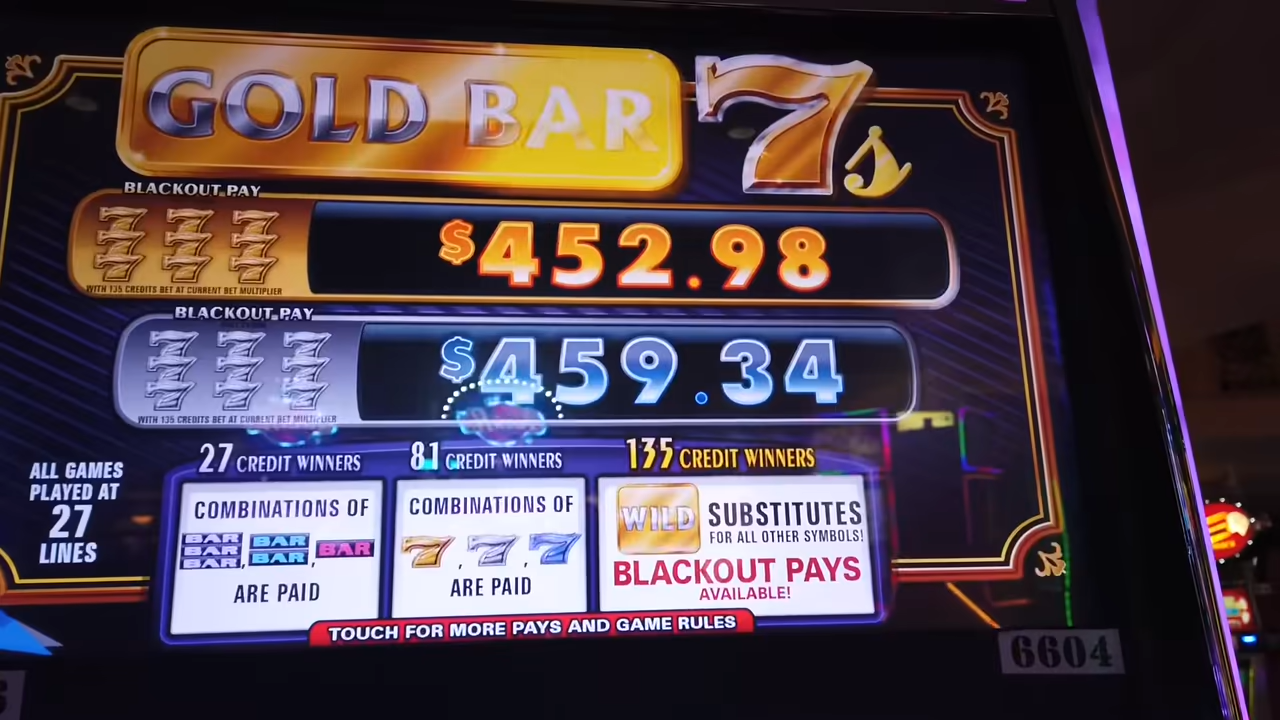 GOLD BAR 7s
BLACKOUT PAY
WITH 135 CREDITS BET AT CURRENT BET MULTIPLIER
$452.98
BLACKOUT PAY
WITH 135 CREDITS BET AT CURRENT BET MULTIPLIER
$459.34
ALL GAMES
PLAYED AT
27
LINES
27 CREDIT WINNERS
COMBINATIONS OF
BAR BAR BAR, BAR BAR, BAR
ARE PAID
81 CREDIT WINNERS
COMBINATIONS OF
7, 7, 7
ARE PAID
135 CREDIT WINNERS
WILD SUBSTITUTES
FOR ALL OTHER SYMBOLS!
BLACKOUT PAYS
AVAILABLE!
TOUCH FOR MORE PAYS AND GAME RULES
6604